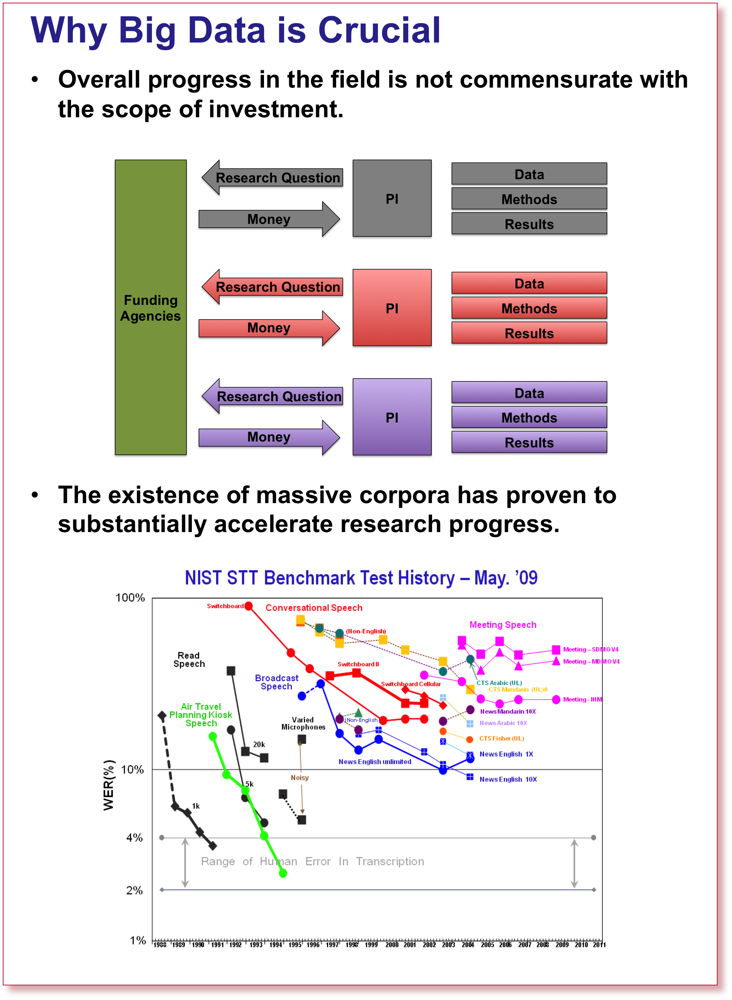 Why Big Data is Crucial
• Overall progress in the field is not commensurate with
the scope of investment.
Funding
Agencies
Research Question
Money
PI
Data
Methods
Results
Research Question
Money
PI
Data
Methods
Results
Research Question
Money
PI
Data
Methods
Results
• The existence of massive corpora has proven to
substantially accelerate research progress.
NIST STT Benchmark Test History – May. ’09
100%
10%
4%
2%
1%
WER(%)
Switchboard
Conversational Speech
(Non-English)
Meeting Speech
Meeting – SDM OV4
Meeting – MDM OV4
Read
Speech
Switchboard II
Broadcast
Speech
Switchboard Cellular
CTS Arabic (UL)
CTS Mandarin (UL)0
Meeting - IHM
Air Travel
Planning Kiosk
Speech
Varied
Microphones
(Non-English)
News Mandarin 10X
News Arabic 10X
CTS Fisher (UL)
20k
News English 1X
News English unlimited
Noisy
News English 10X
5k
1k
Range of Human Error In Transcription
1988 1989 1990 1991 1992 1993 1994 1995 1996 1997 1998 1999 2000 2001 2002 2003 2004 2005 2006 2007 2008 2009 2010 2011